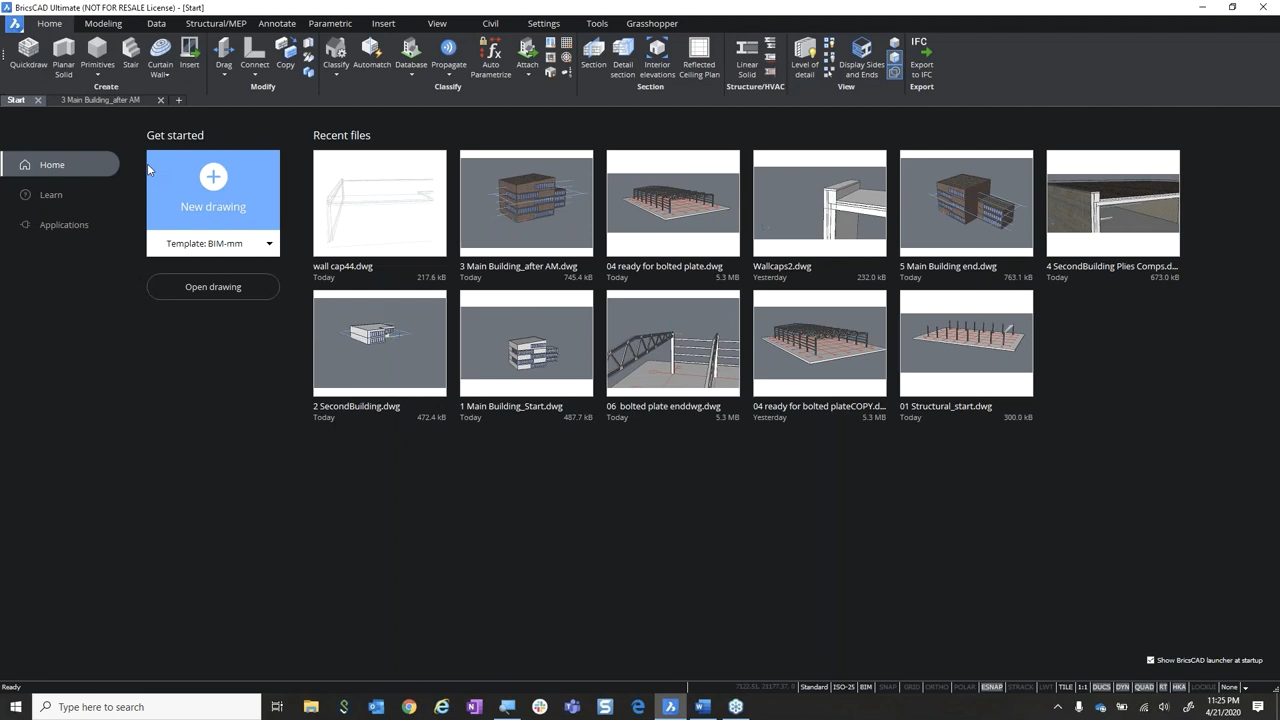 BricsCAD Ultimate (NOT FOR RESALE License) - [Start]
Home Modeling Data Structural/MEP Annotate Parametric Insert View Civil Settings Tools Grasshopper
Quickdraw Planar Solid Primitives Stair Curtain Wall Insert Drag Connect Copy Classify Automatch Database Propagate Auto Parametrize Attach Section Detail section Interior elevations Reflected Ceiling Plan Linear Solid Level of detail Display Sides and Ends IFC Export to IFC
Create Modify Classify Section Structure/HVAC View Export
Start 3 Main Building_after AM
Get started
Recent files
Home
Learn
Applications
New drawing
Template: BIM-mm
Open drawing
wall cap44.dwg 3 Main Building_after AM.dwg 04 ready for bolted plate.dwg Wallcaps2.dwg 5 Main Building end.dwg 4 SecondBuilding Plies Comps.d...
Today 217.6 kB Today 745.4 kB Today 5.3 MB Yesterday 232.0 kB Today 763.1 kB Today 673.0 kB
2 SecondBuilding.dwg 1 Main Building_Start.dwg 06 bolted plate enddwg.dwg 04 ready for bolted plateCOPY.d... 01 Structural_start.dwg
Today 472.4 kB Today 487.7 kB Today 5.3 MB Yesterday 5.3 MB Today 300.0 kB
Show BricsCAD launcher at startup
Ready 7122.51, 21177.37, 0 Standard ISO-25 BIM SNAP GRID ORTHO POLAR ESNAP STRACK LWT TILE 1:1 DUCS DYN QUAD RT HKA LOCKUI None
Type here to search
11:25 PM
4/21/2020